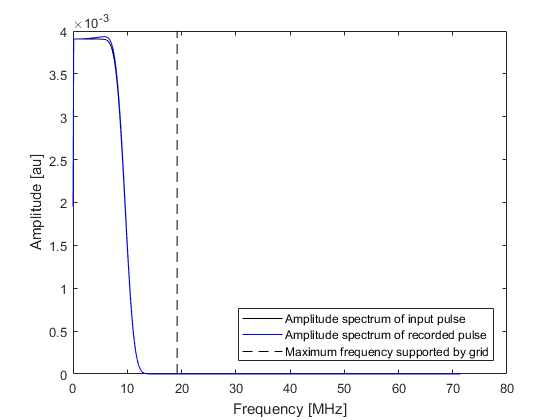 ×10-3
4
3.5
3
2.5
2
1.5
1
0.5
0
Amplitude [au]
Amplitude spectrum of input pulse
Amplitude spectrum of recorded pulse
Maximum frequency supported by grid
0 10 20 30 40 50 60 70 80
Frequency [MHz]